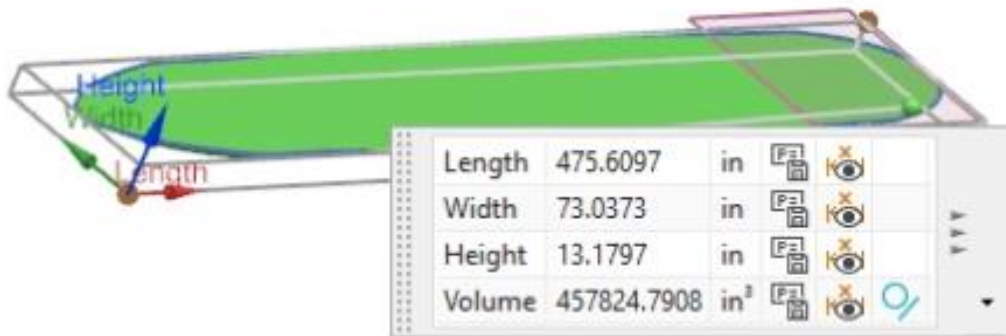 Height
Width
Length
Length 475.6097 in
Width 73.0373 in
Height 13.1797 in
Volume 457824.7908 in³